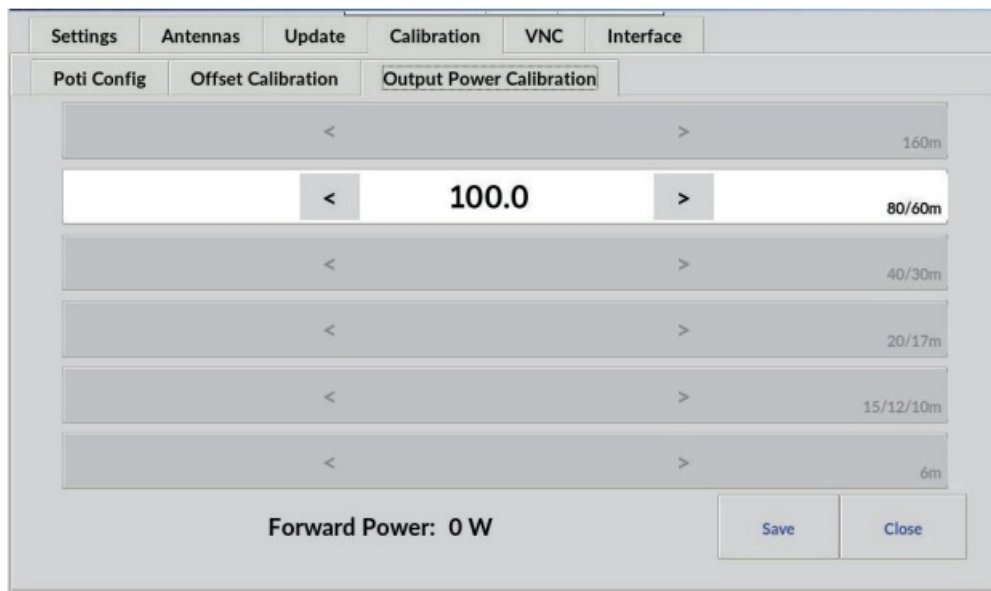 Settings Antennas Update Calibration VNC Interface
Poti Config Offset Calibration Output Power Calibration
< > 160m
< 100.0 > 80/60m
< > 40/30m
< > 20/17m
< > 15/12/10m
< > 6m
Forward Power: 0 W Save Close